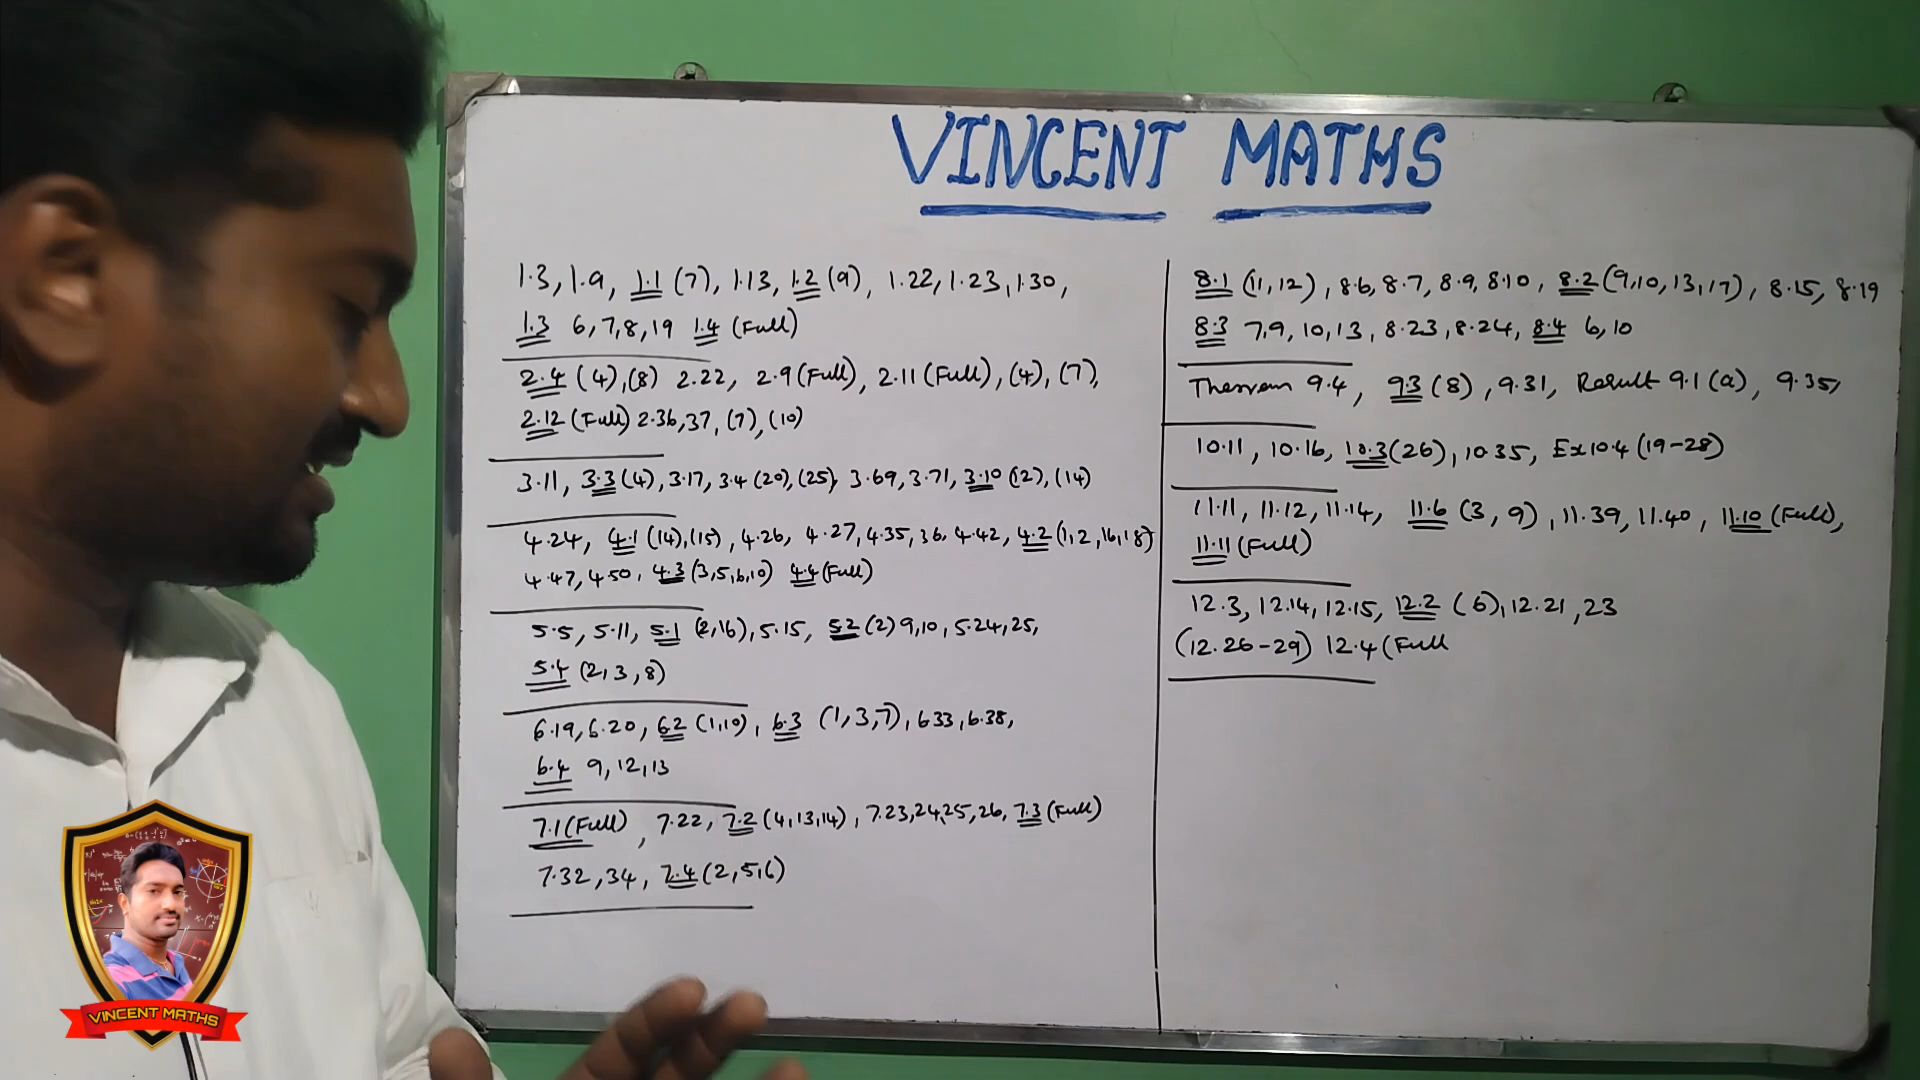 VINCENT MATHS
1.3, 1.9, 1.1 (7), 1.13, 1.2 (9), 1.22, 1.23, 1.30,
1.3 6, 7, 8, 19 1.4 (Full)
2.4 (4), (8) 2.22, 2.9 (Full), 2.11 (Full), (4), (7),
2.12 (Full) 2.36, 37, (7), (10)
3.11, 3.3 (4), 3.17, 3.4 (20), (25), 3.69, 3.71, 3.10 (12), (14)
4.24, 4.1 (14), (15), 4.26, 4.27, 4.35, 36, 4.42, 4.2 (1, 2, 16, 18)
4.47, 4.50, 4.3 (3, 5, 6, 10) 4.4 (Full)
5.5, 5.11, 5.1 (2, 16), 5.15, 5.2 (2) 9, 10, 5.24, 25,
5.4 (2, 3, 8)
6.19, 6.20, 6.2 (1, 10), 6.3 (1, 3, 7), 6.33, 6.38,
6.4 9, 12, 13
7.1 (Full), 7.22, 7.2 (4, 13, 14), 7.23, 24, 25, 26, 7.3 (Full)
7.32, 34, 7.4 (2, 5, 6)
8.1 (11, 12), 8.6, 8.7, 8.9, 8.10, 8.2 (9, 10, 13, 17), 8.15, 8.19
8.3 7, 9, 10, 13, 8.23, 8.24, 8.4 6, 10
Theorem 9.4, 9.3 (8), 9.31, Result 9.1 (a), 9.35,
10.11, 10.16, 10.3 (26), 10.35, Ex 10.4 (19-28)
11.11, 11.12, 11.14, 11.6 (3, 9), 11.39, 11.40, 11.10 (Full),
11.11 (Full)
12.3, 12.14, 12.15, 12.2 (6), 12.21, 23
(12.26-29) 12.4 (Full
VINCENT MATHS